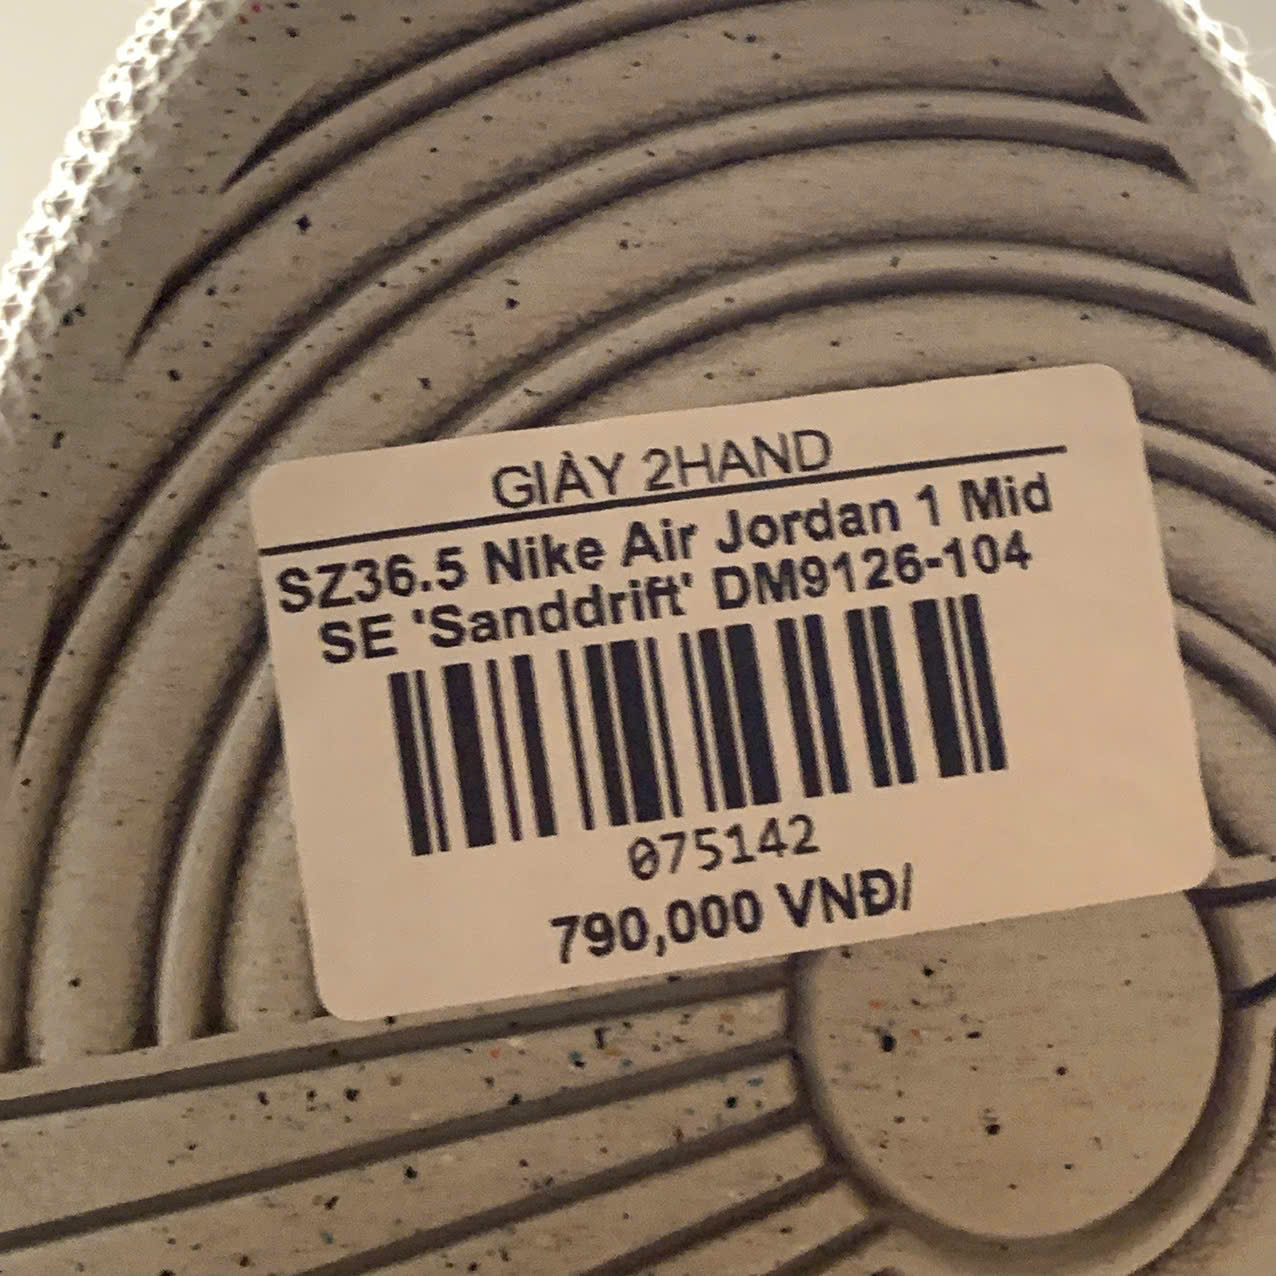 GIÀY 2HAND
SZ36.5 Nike Air Jordan 1 Mid
SE 'Sanddrift' DM9126-104
075142
790,000 VNĐ/